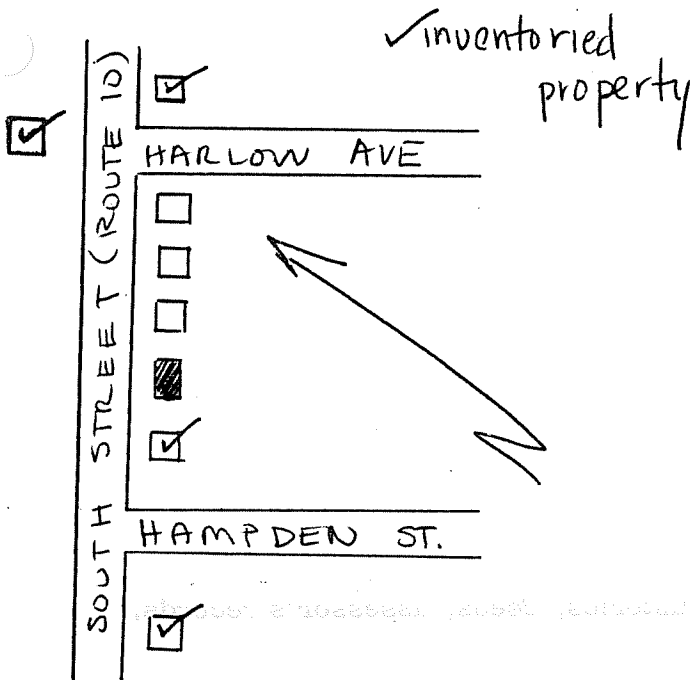 ✓inventoried
property
HARLOW AVE
SOUTH STREET (ROUTE 10)
HAMPDEN ST.